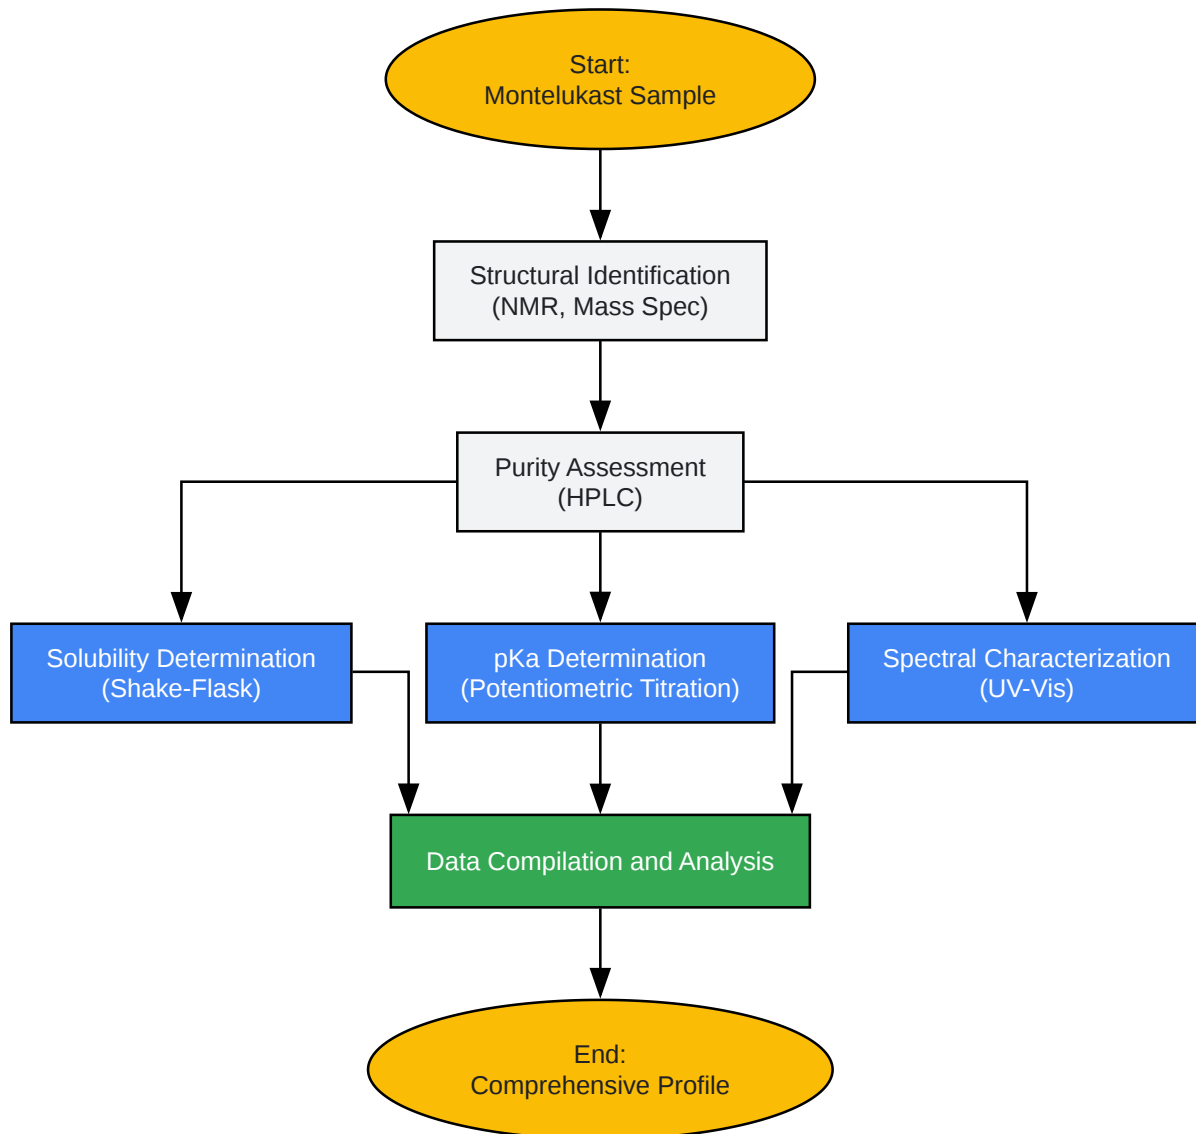 Start:
Montelukast Sample
Structural Identification
(NMR, Mass Spec)
Purity Assessment
(HPLC)
Solubility Determination
(Shake-Flask)
pKa Determination
(Potentiometric Titration)
Spectral Characterization
(UV-Vis)
Data Compilation and Analysis
End:
Comprehensive Profile